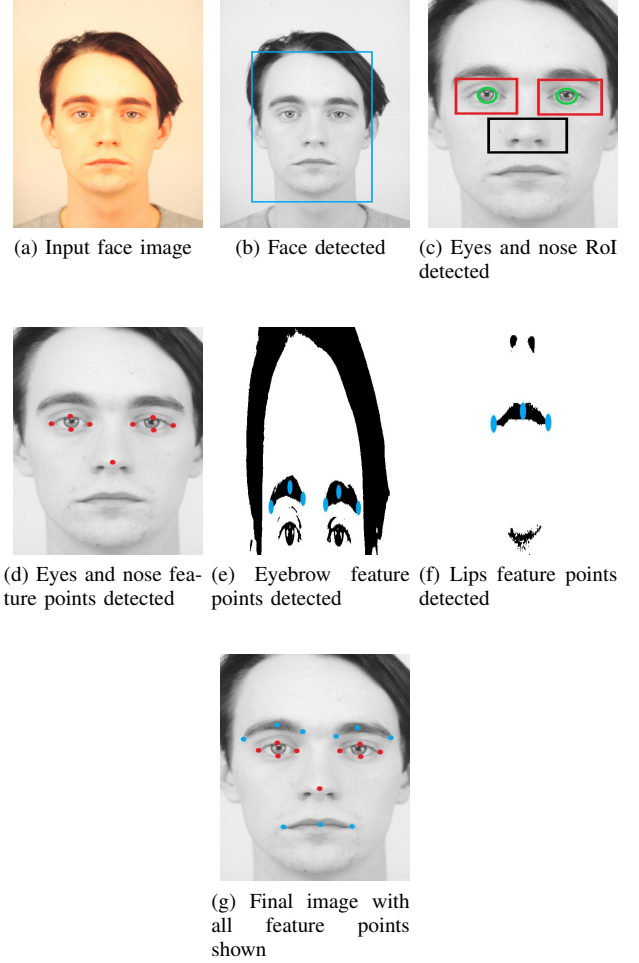 (a) Input face image
(b) Face detected
(c) Eyes and nose RoI
detected
(d) Eyes and nose fea-
ture points detected
(e) Eyebrow feature
points detected
(f) Lips feature points
detected
(g) Final image with
all feature points
shown